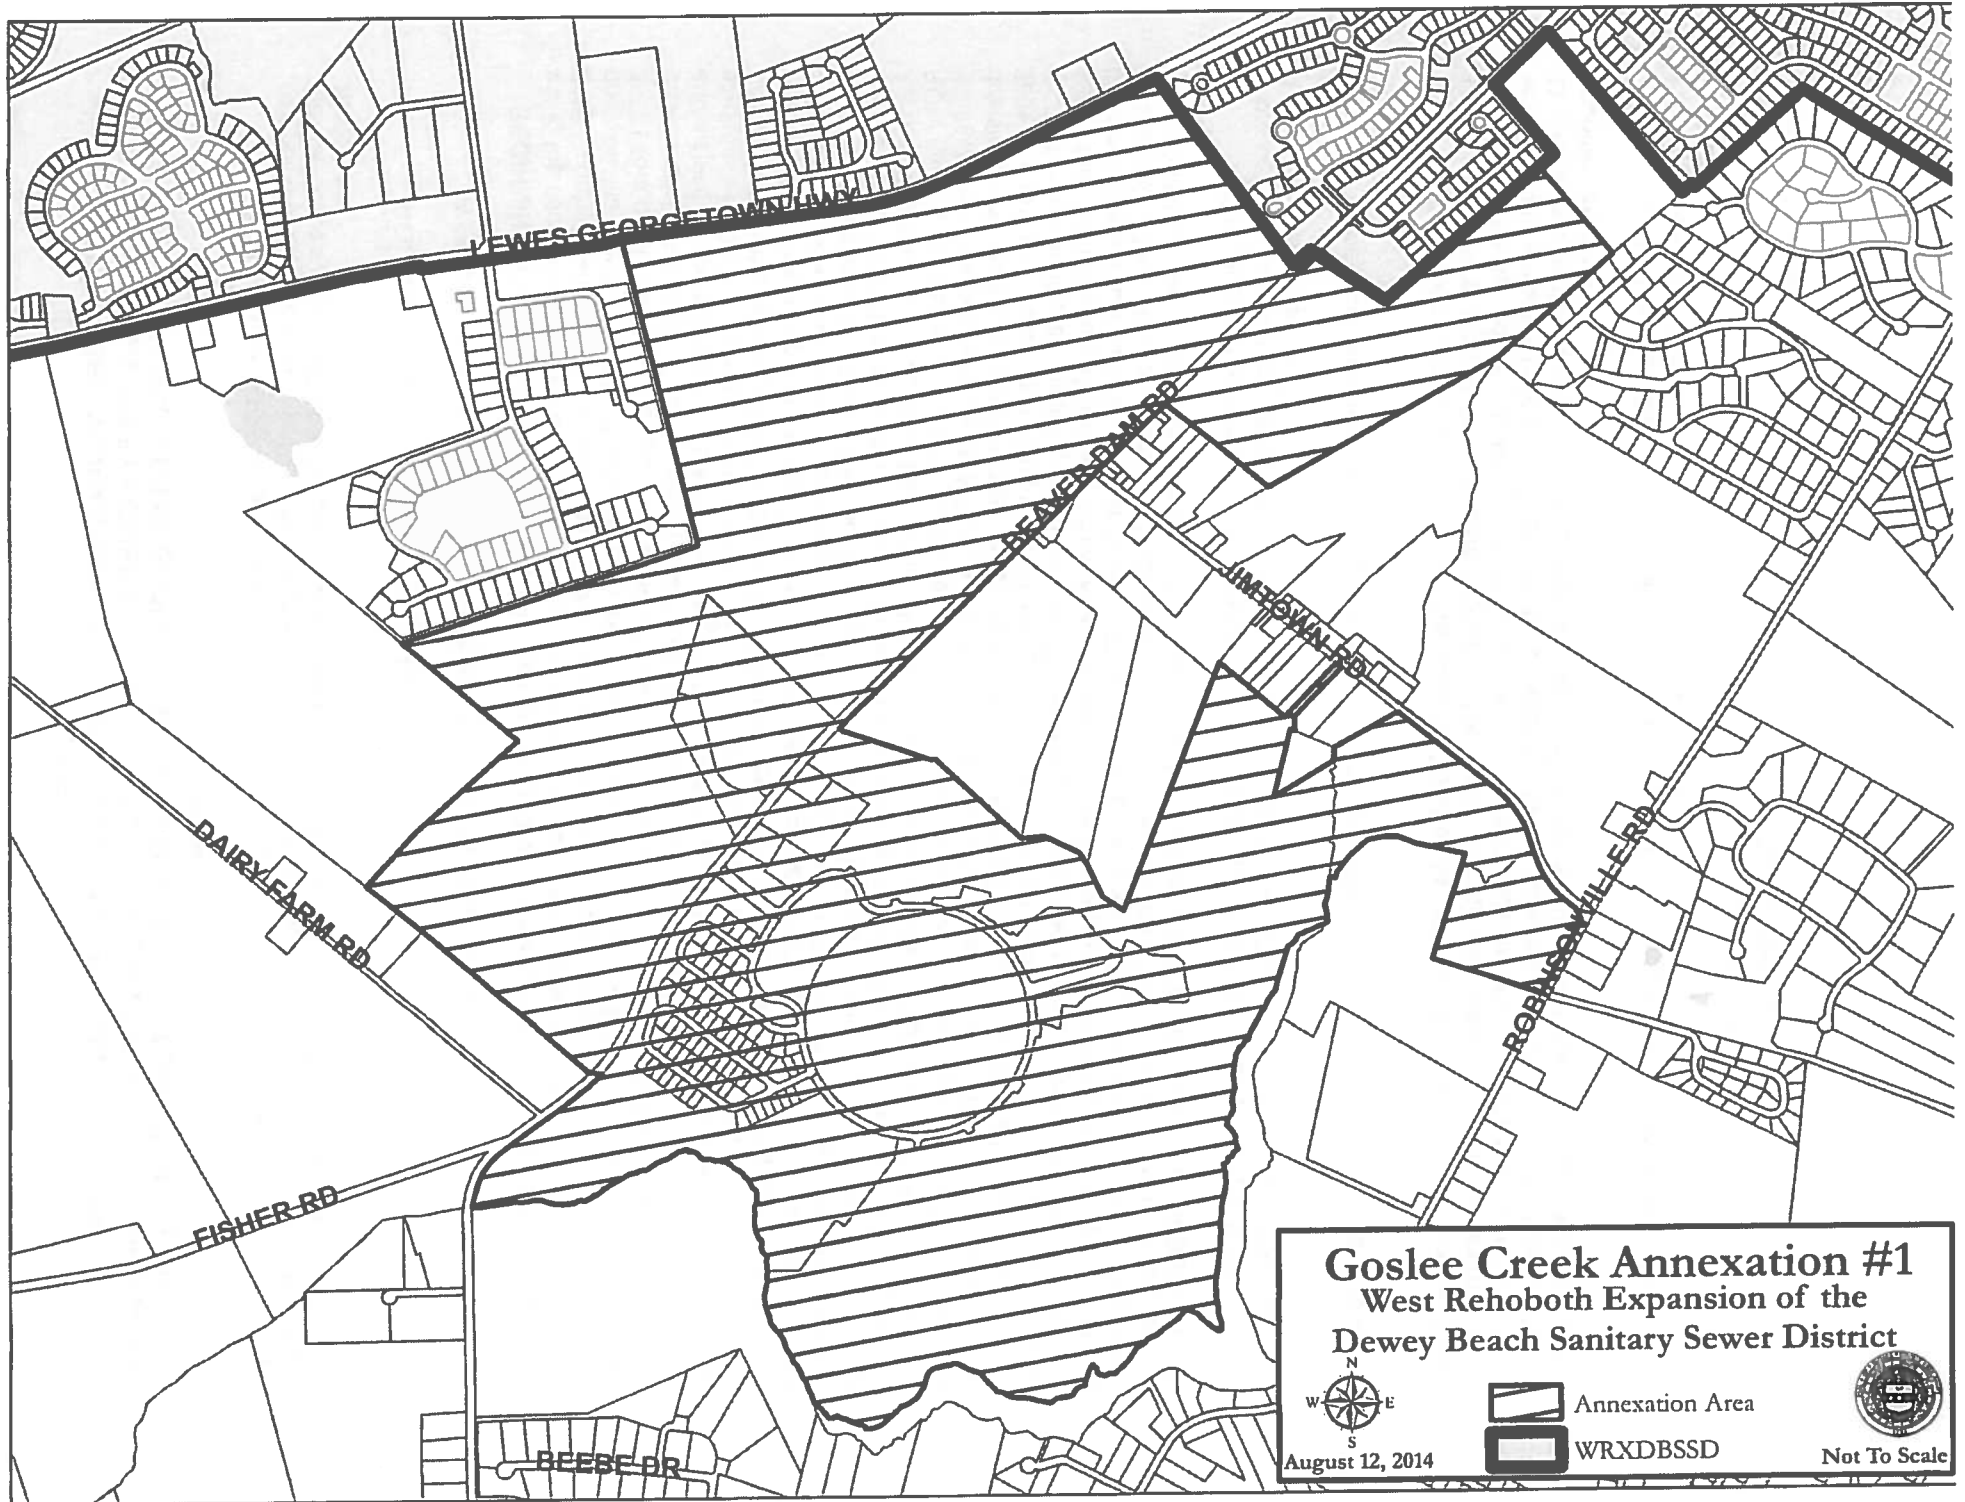 LEWES GEORGETOWN HWY
BEAVER DAM RD
JIMTOWN RD
DAIRY FARM RD
ROBINSONVILLE RD
FISHER RD
BEEBE DR
Goslee Creek Annexation #1
West Rehoboth Expansion of the
Dewey Beach Sanitary Sewer District
N
W E
S
Annexation Area
WRXDBSSD
August 12, 2014
Not To Scale